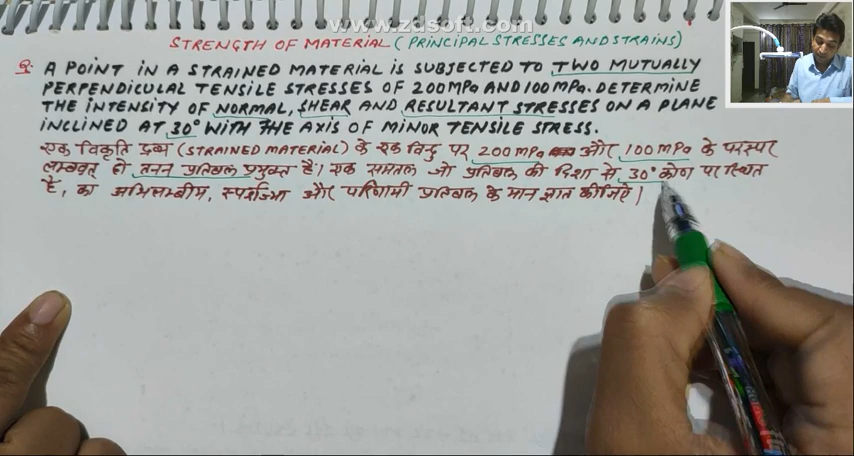 www.zdsoft.com
STRENGTH OF MATERIAL (PRINCIPAL STRESSES AND STRAINS)
Q. A POINT IN A STRAINED MATERIAL IS SUBJECTED TO TWO MUTUALLY
PERPENDICULAR TENSILE STRESSES OF 200MPa AND 100MPa. DETERMINE
THE INTENSITY OF NORMAL, SHEAR AND RESULTANT STRESSES ON A PLANE
INCLINED AT 30° WITH THE AXIS OF MINOR TENSILE STRESS.
एक विकृति द्रव्य (STRAINED MATERIAL) के एक बिन्दु पर 200 MPa और 100 MPa के परस्पर
लम्बवत दो तनन प्रतिबल प्रयुक्त हैं। एक समतल जो प्रतिबल की दिशा से 30° कोण पर स्थित
है, का अभिलम्बीय, स्पर्शज्या और परिणामी प्रतिबल के मान ज्ञात कीजिए।